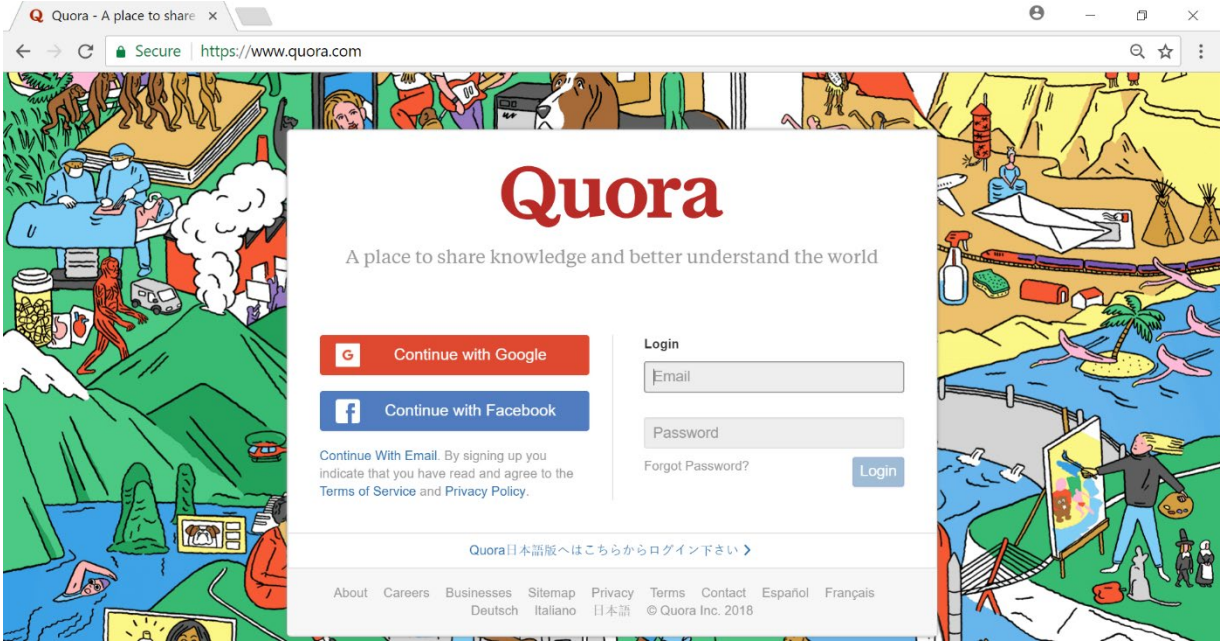 Quora - A place to share
Secure https://www.quora.com
Quora
A place to share knowledge and better understand the world
Continue with Google
Continue with Facebook
Continue With Email. By signing up you
indicate that you have read and agree to the
Terms of Service and Privacy Policy.
Login
Email
Password
Forgot Password?
Login
Quora日本語版へはこちらからログイン下さい
About Careers Businesses Sitemap Privacy Terms Contact Español Français
Deutsch Italiano 日本語 © Quora Inc. 2018